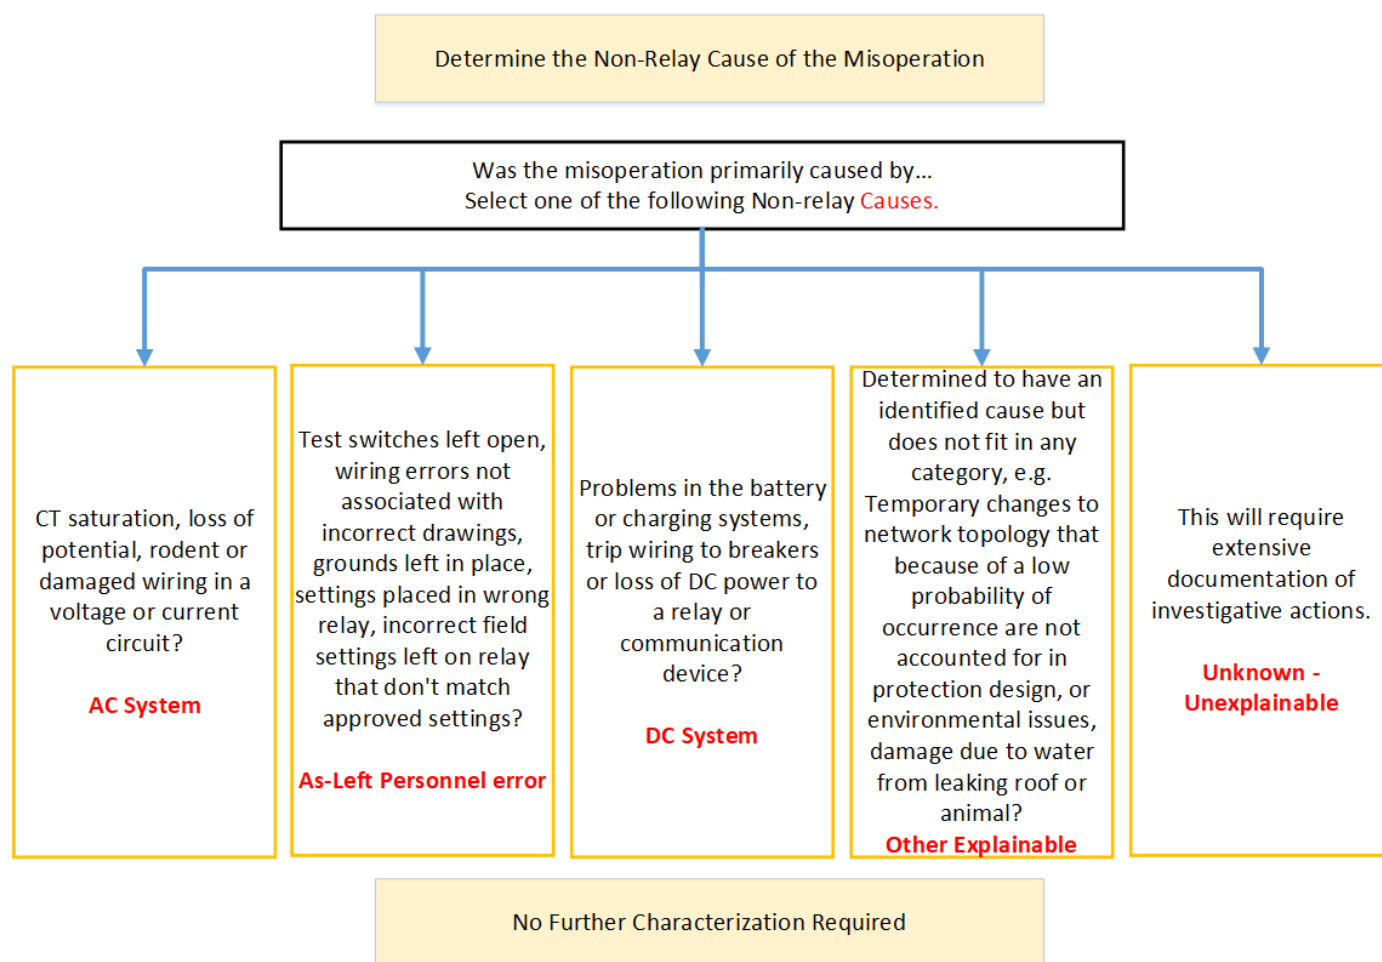 Determine the Non-Relay Cause of the Misoperation
Was the misoperation primarily caused by...
Select one of the following Non-relay Causes.
CT saturation, loss of
potential, rodent or
damaged wiring in a
voltage or current
circuit?
AC System
Test switches left open,
wiring errors not
associated with
incorrect drawings,
grounds left in place,
settings placed in wrong
relay, incorrect field
settings left on relay
that don't match
approved settings?
As-Left Personnel error
Problems in the battery
or charging systems,
trip wiring to breakers
or loss of DC power to
a relay or
communication
device?
DC System
Determined to have an
identified cause but
does not fit in any
category, e.g.
Temporary changes to
network topology that
because of a low
probability of
occurrence are not
accounted for in
protection design, or
environmental issues,
damage due to water
from leaking roof or
animal?
Other Explainable
This will require
extensive
documentation of
investigative actions.
Unknown -
Unexplainable
No Further Characterization Required